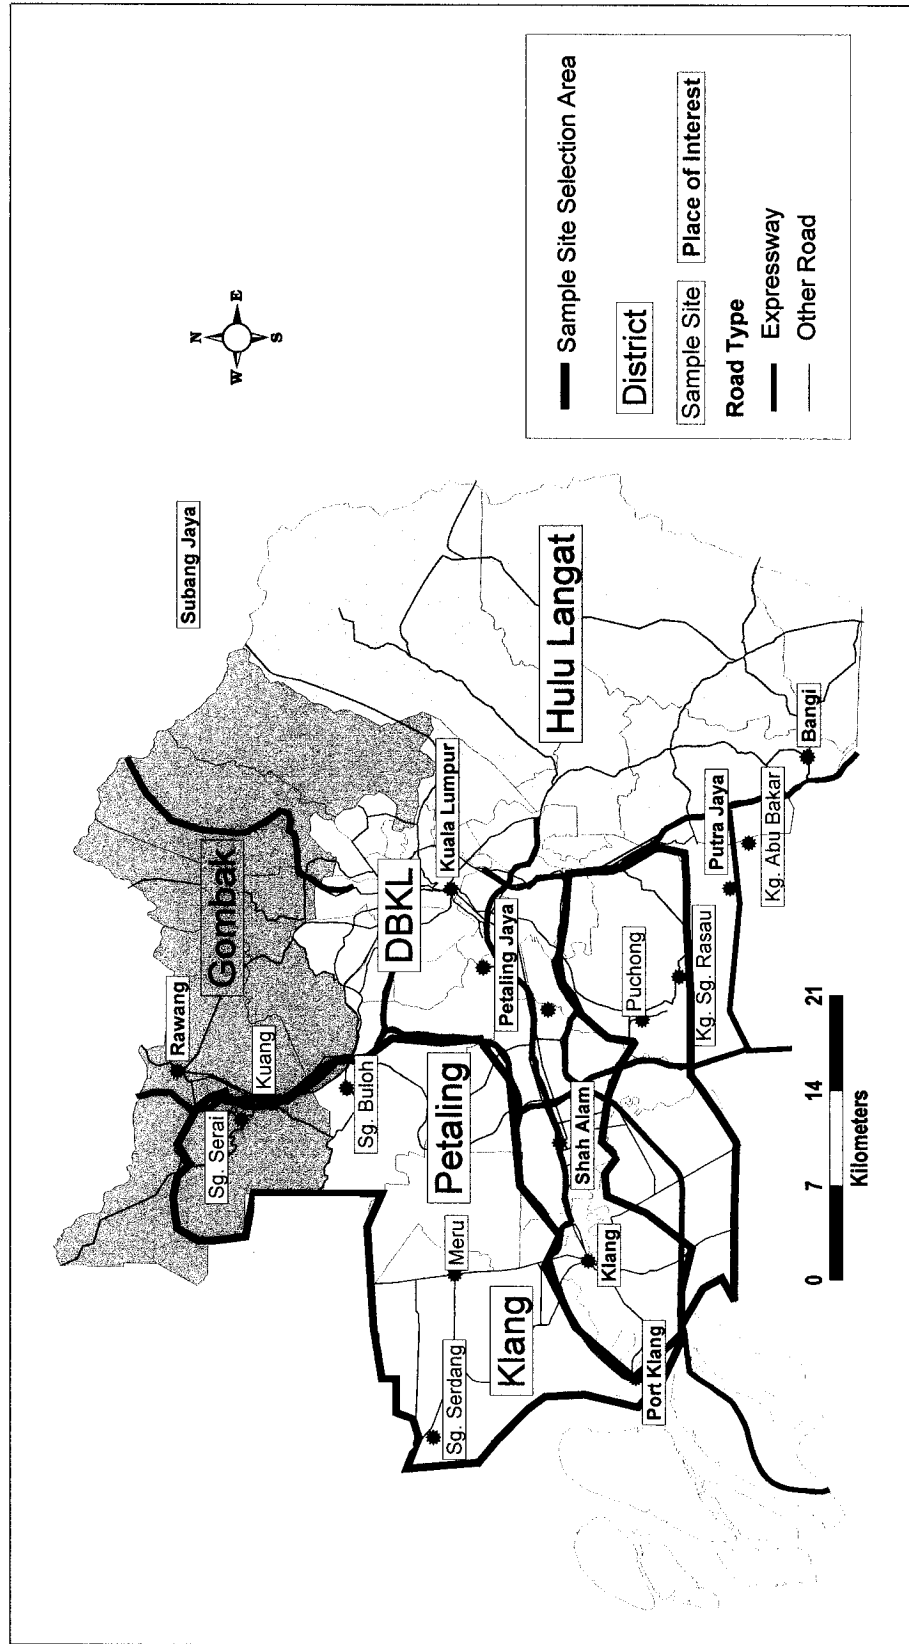 N
W
E
S
Subang Jaya
Rawang
Gombak
Kuang
Sg. Serai
Sg. Buloh
DBKL
Kuala Lumpur
Petaling
Meru
Sg. Serdang
Klang
Petaling Jaya
Hulu Langat
Shah Alam
Klang
Port Klang
Puchong
Kg. Sg. Rasau
Putra Jaya
Kg. Abu Bakar
Bangi
0
7
14
21
Kilometers
Sample Site Selection Area
District
Sample Site
Place of Interest
Road Type
Expressway
Other Road